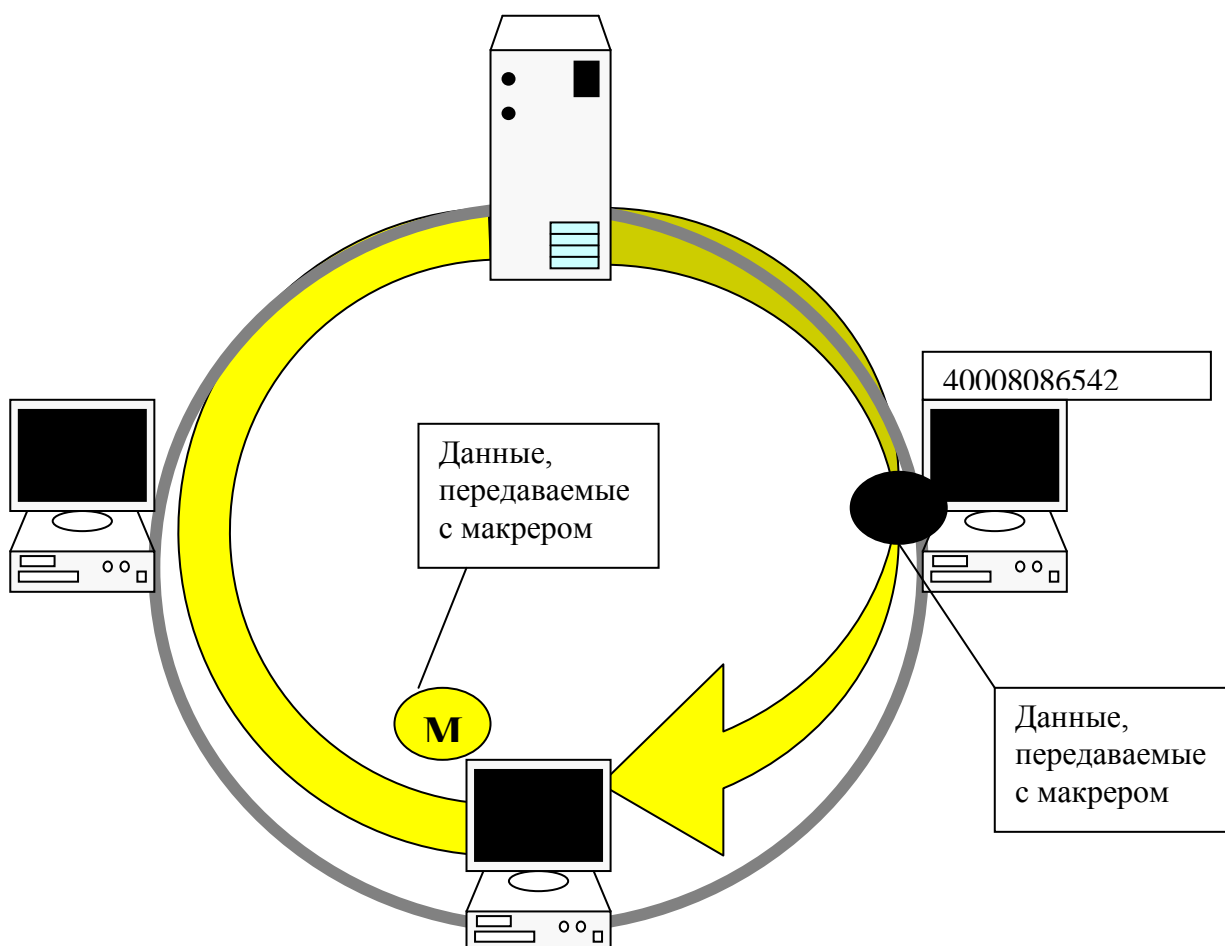 40008086542
Данные,
передаваемые
с макрером
М
Данные,
передаваемые
с макрером